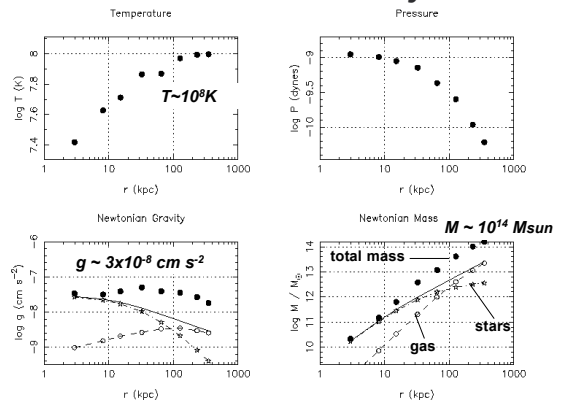 Temperature
Pressure
log T (K)
7.4
7.6
7.8
8
T~10⁸K
1
10
100
1000
r (kpc)
log P (dynes)
-10
-9.5
-9
1
10
100
1000
r (kpc)
Newtonian Gravity
Newtonian Mass
M ~ 10¹⁴ Msun
log g (cm s⁻²)
-9
-8
-7
-6
g ~ 3x10⁻⁸ cm s⁻²
1
10
100
1000
r (kpc)
log M / M☉
10
11
12
13
14
total mass
gas
stars
1
10
100
1000
r (kpc)